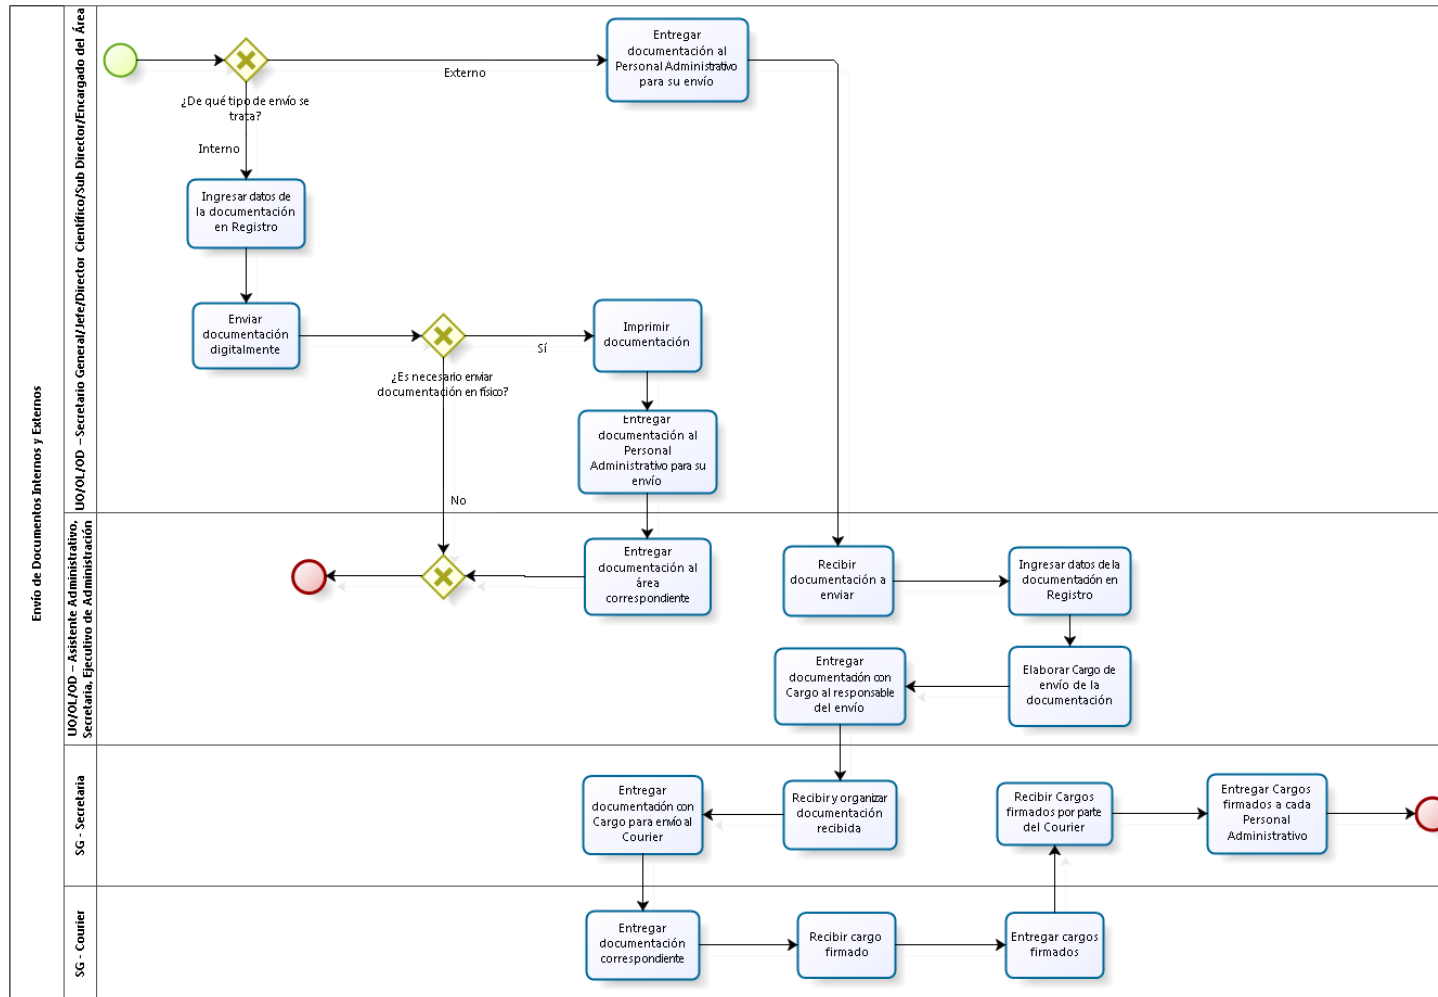 Envío de Documentos Internos y Externos
UO/OL/OD – Secretario General/Jefe/Director Científico/Sub Director/Encargado del Área
Entregar
documentación al
Personal Administrativo
para su envío
Externo
¿De qué tipo de envío se
trata?
Interno
Ingresar datos de
la documentación
en Registro
Enviar
documentación
digitalmente
¿Es necesario enviar
documentación en físico?
Sí
No
Imprimir
documentación
Entregar
documentación al
Personal
Administrativo para su
envío
UO/OL/OD – Asistente Administrativo,
Secretaria, Ejecutivo de Administración
Entregar
documentación al
área
correspondiente
Recibir
documentación a
enviar
Ingresar datos de la
documentación en
Registro
Elaborar Cargo de
envío de la
documentación
Entregar
documentación con
Cargo al responsable
del envío
SG - Secretaria
Entregar
documentación con
Cargo para envío al
Courier
Recibir y organizar
documentación
recibida
Recibir Cargos
firmados por parte
del Courier
Entregar Cargos
firmados a cada
Personal
Administrativo
SG - Courier
Entregar
documentación
correspondiente
Recibir cargo
firmado
Entregar cargos
firmados